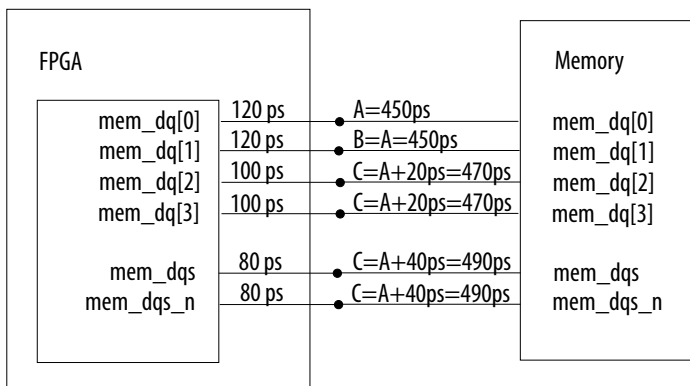 FPGA
Memory
mem_dq[0] 120 ps A=450ps mem_dq[0]
mem_dq[1] 120 ps B=A=450ps mem_dq[1]
mem_dq[2] 100 ps C=A+20ps=470ps mem_dq[2]
mem_dq[3] 100 ps C=A+20ps=470ps mem_dq[3]
mem_dqs 80 ps C=A+40ps=490ps mem_dqs
mem_dqs_n 80 ps C=A+40ps=490ps mem_dqs_n